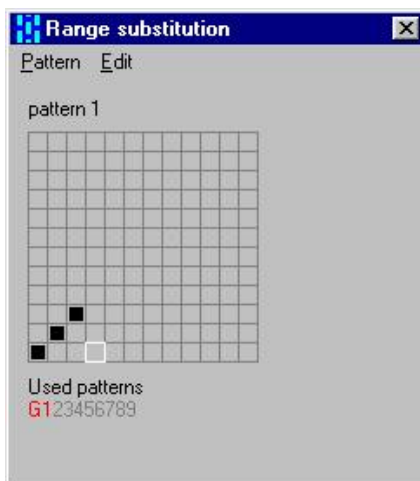 Range substitution
Pattern Edit
pattern 1
Used patterns
G123456789